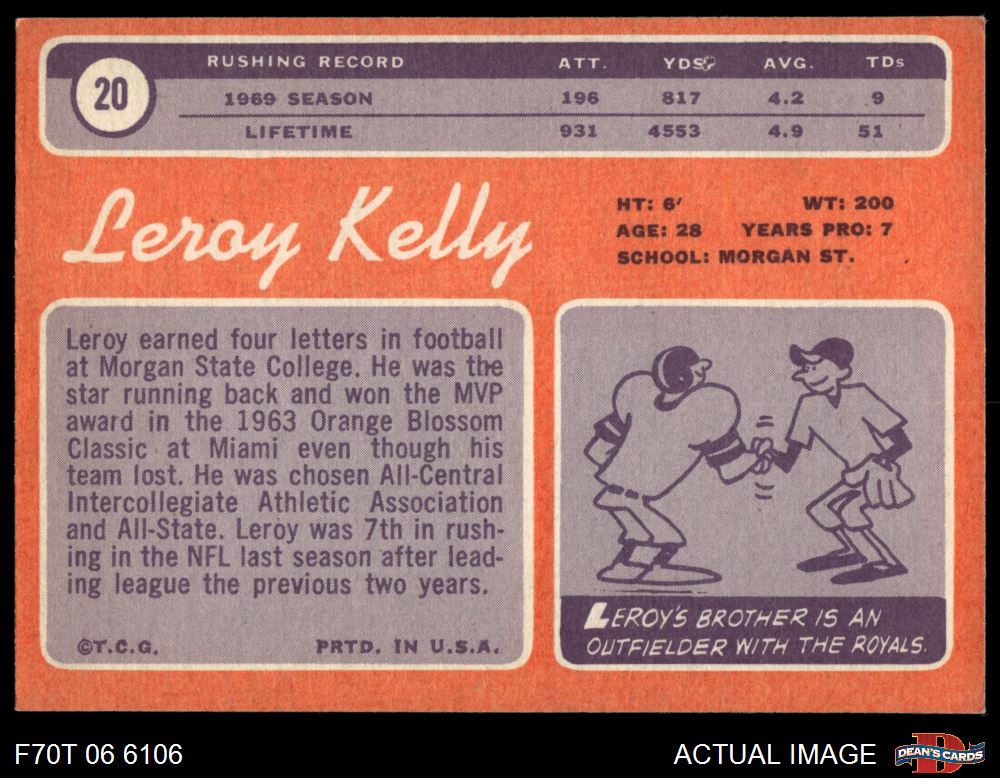 20
RUSHING RECORD ATT. YDS. AVG. TDs
1969 SEASON 196 817 4.2 9
LIFETIME 931 4553 4.9 51
Leroy Kelly
HT: 6' WT: 200
AGE: 28 YEARS PRO: 7
SCHOOL: MORGAN ST.
Leroy earned four letters in football
at Morgan State College. He was the
star running back and won the MVP
award in the 1963 Orange Blossom
Classic at Miami even though his
team lost. He was chosen All-Central
Intercollegiate Athletic Association
and All-State. Leroy was 7th in rush-
ing in the NFL last season after lead-
ing league the previous two years.
©T.C.G. PRTD. IN U.S.A.
LEROY'S BROTHER IS AN
OUTFIELDER WITH THE ROYALS.
F70T 06 6106 ACTUAL IMAGE DEAN'S CARDS